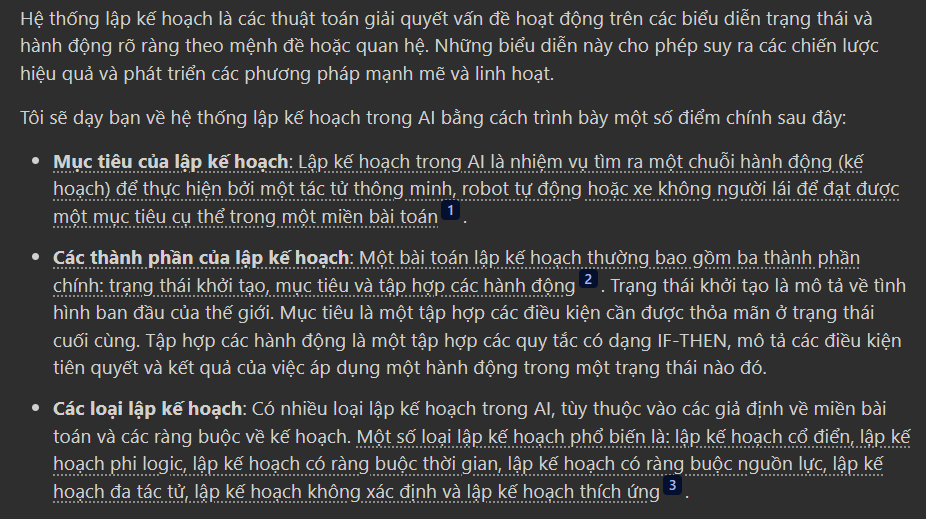 Hệ thống lập kế hoạch là các thuật toán giải quyết vấn đề hoạt động trên các biểu diễn trạng thái và
hành động rõ ràng theo mệnh đề hoặc quan hệ. Những biểu diễn này cho phép suy ra các chiến lược
hiệu quả và phát triển các phương pháp mạnh mẽ và linh hoạt.
Tôi sẽ dạy bạn về hệ thống lập kế hoạch trong AI bằng cách trình bày một số điểm chính sau đây:
• Mục tiêu của lập kế hoạch: Lập kế hoạch trong AI là nhiệm vụ tìm ra một chuỗi hành động (kế
hoạch) để thực hiện bởi một tác tử thông minh, robot tự động hoặc xe không người lái để đạt được
một mục tiêu cụ thể trong một miền bài toán 1 .
• Các thành phần của lập kế hoạch: Một bài toán lập kế hoạch thường bao gồm ba thành phần
chính: trạng thái khởi tạo, mục tiêu và tập hợp các hành động 2 . Trạng thái khởi tạo là mô tả về tình
hình ban đầu của thế giới. Mục tiêu là một tập hợp các điều kiện cần được thỏa mãn ở trạng thái
cuối cùng. Tập hợp các hành động là một tập hợp các quy tắc có dạng IF-THEN, mô tả các điều kiện
tiên quyết và kết quả của việc áp dụng một hành động trong một trạng thái nào đó.
• Các loại lập kế hoạch: Có nhiều loại lập kế hoạch trong AI, tùy thuộc vào các giả định về miền bài
toán và các ràng buộc về kế hoạch. Một số loại lập kế hoạch phổ biến là: lập kế hoạch cổ điển, lập kế
hoạch phi logic, lập kế hoạch có ràng buộc thời gian, lập kế hoạch có ràng buộc nguồn lực, lập kế
hoạch đa tác tử, lập kế hoạch không xác định và lập kế hoạch thích ứng 3 .